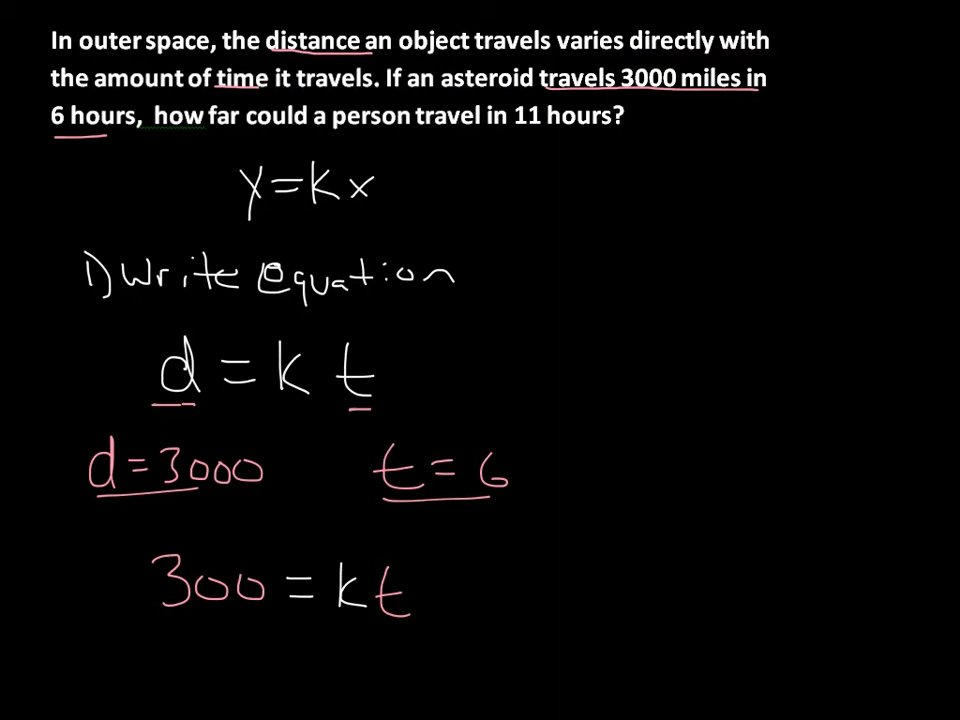 In outer space, the distance an object travels varies directly with
the amount of time it travels. If an asteroid travels 3000 miles in
6 hours, how far could a person travel in 11 hours?
y = k x
1) Write equation
d = k t
d = 3000 t = 6
300 = k t